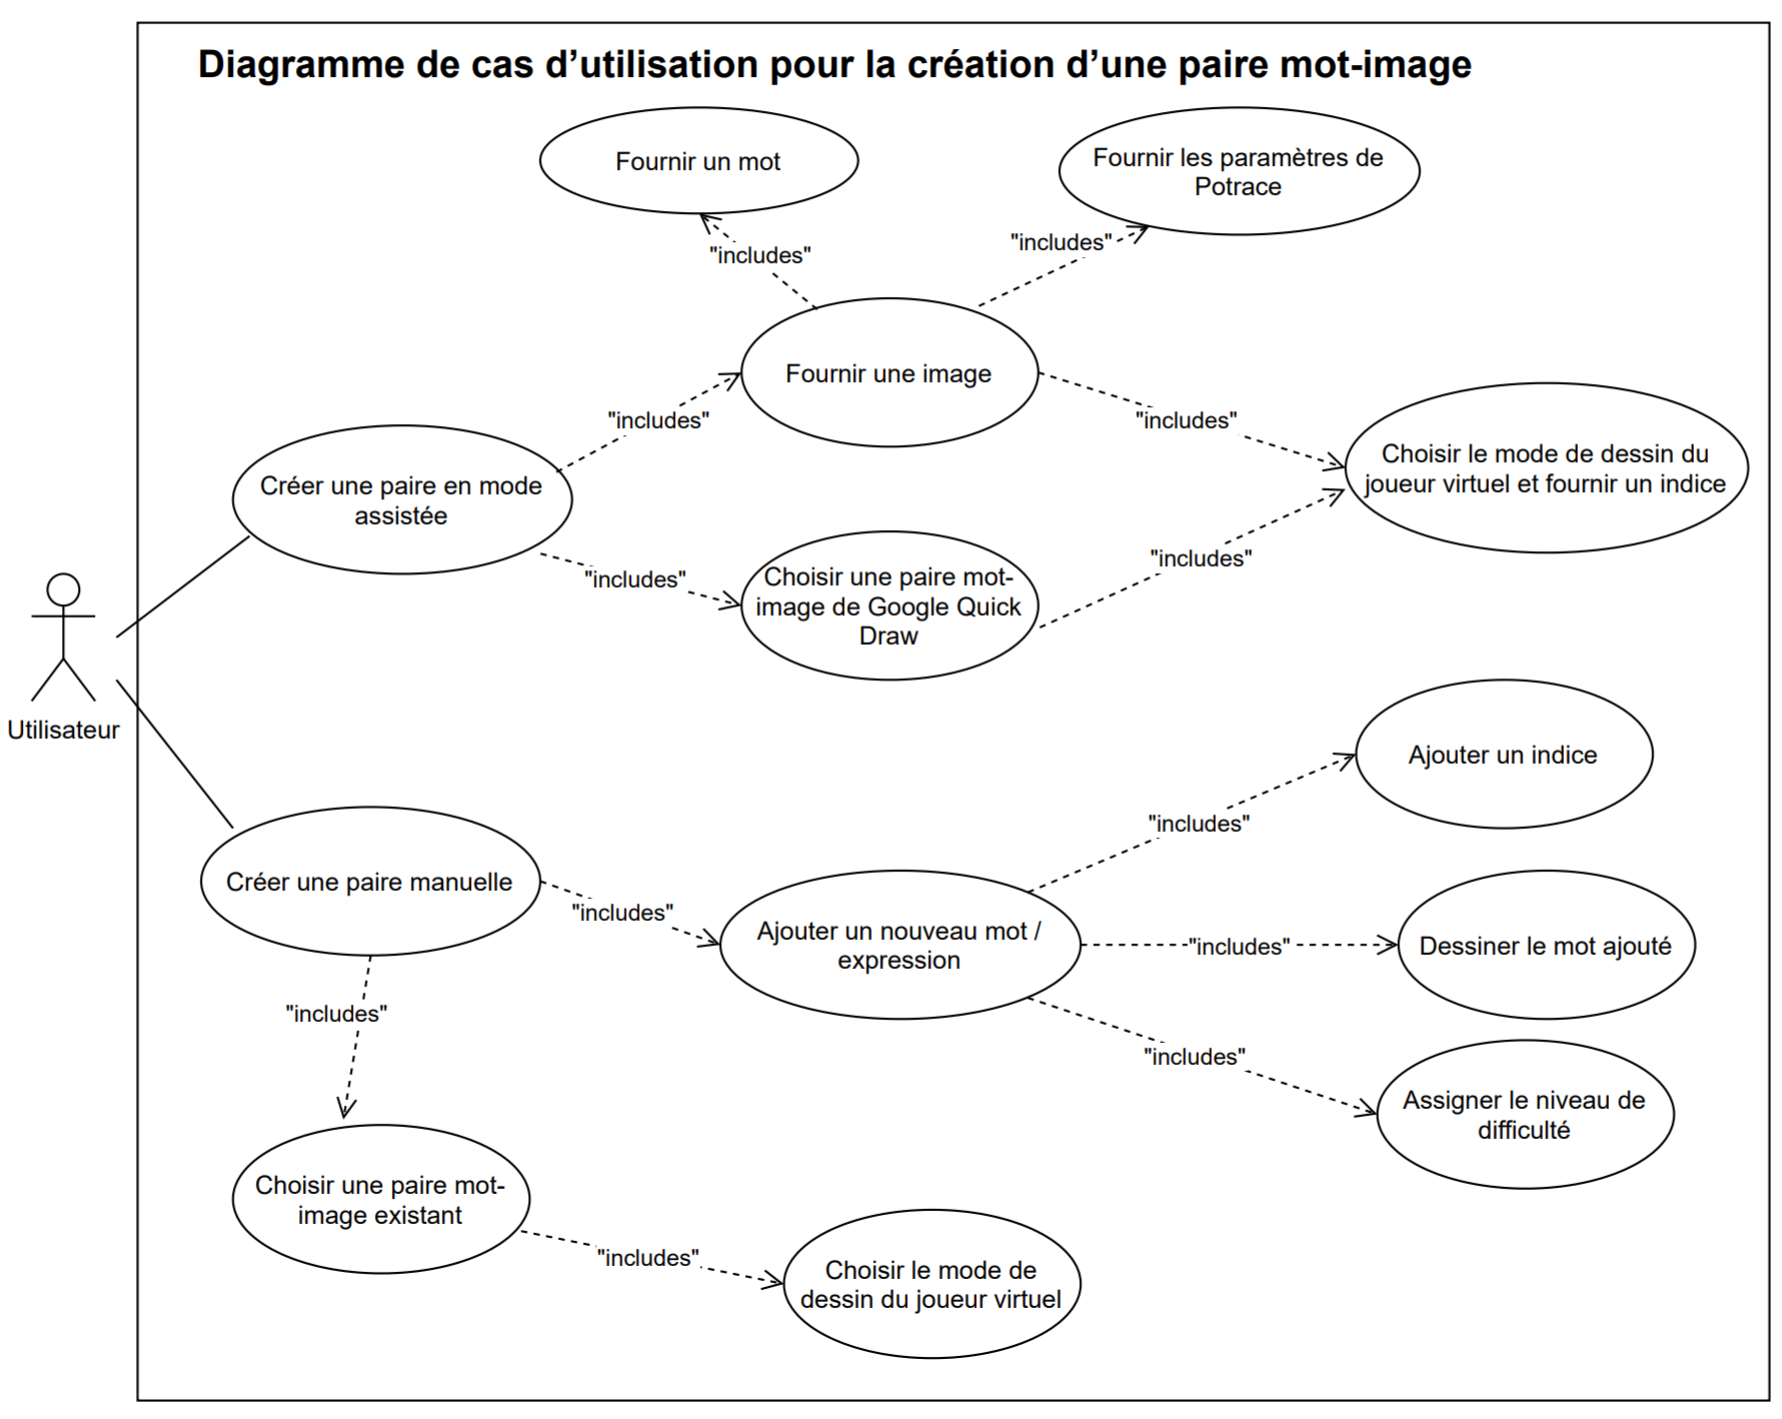 Diagramme de cas d’utilisation pour la création d’une paire mot-image
Fournir un mot
Fournir les paramètres de
Potrace
"includes"
"includes"
Fournir une image
"includes"
"includes"
Choisir le mode de dessin du
joueur virtuel et fournir un indice
Créer une paire en mode
assistée
"includes"
"includes"
Choisir une paire mot-
image de Google Quick
Draw
Utilisateur
Ajouter un indice
"includes"
Créer une paire manuelle
"includes"
Ajouter un nouveau mot /
expression
"includes"
Dessiner le mot ajouté
"includes"
"includes"
Assigner le niveau de
difficulté
Choisir une paire mot-
image existant
"includes"
Choisir le mode de
dessin du joueur virtuel